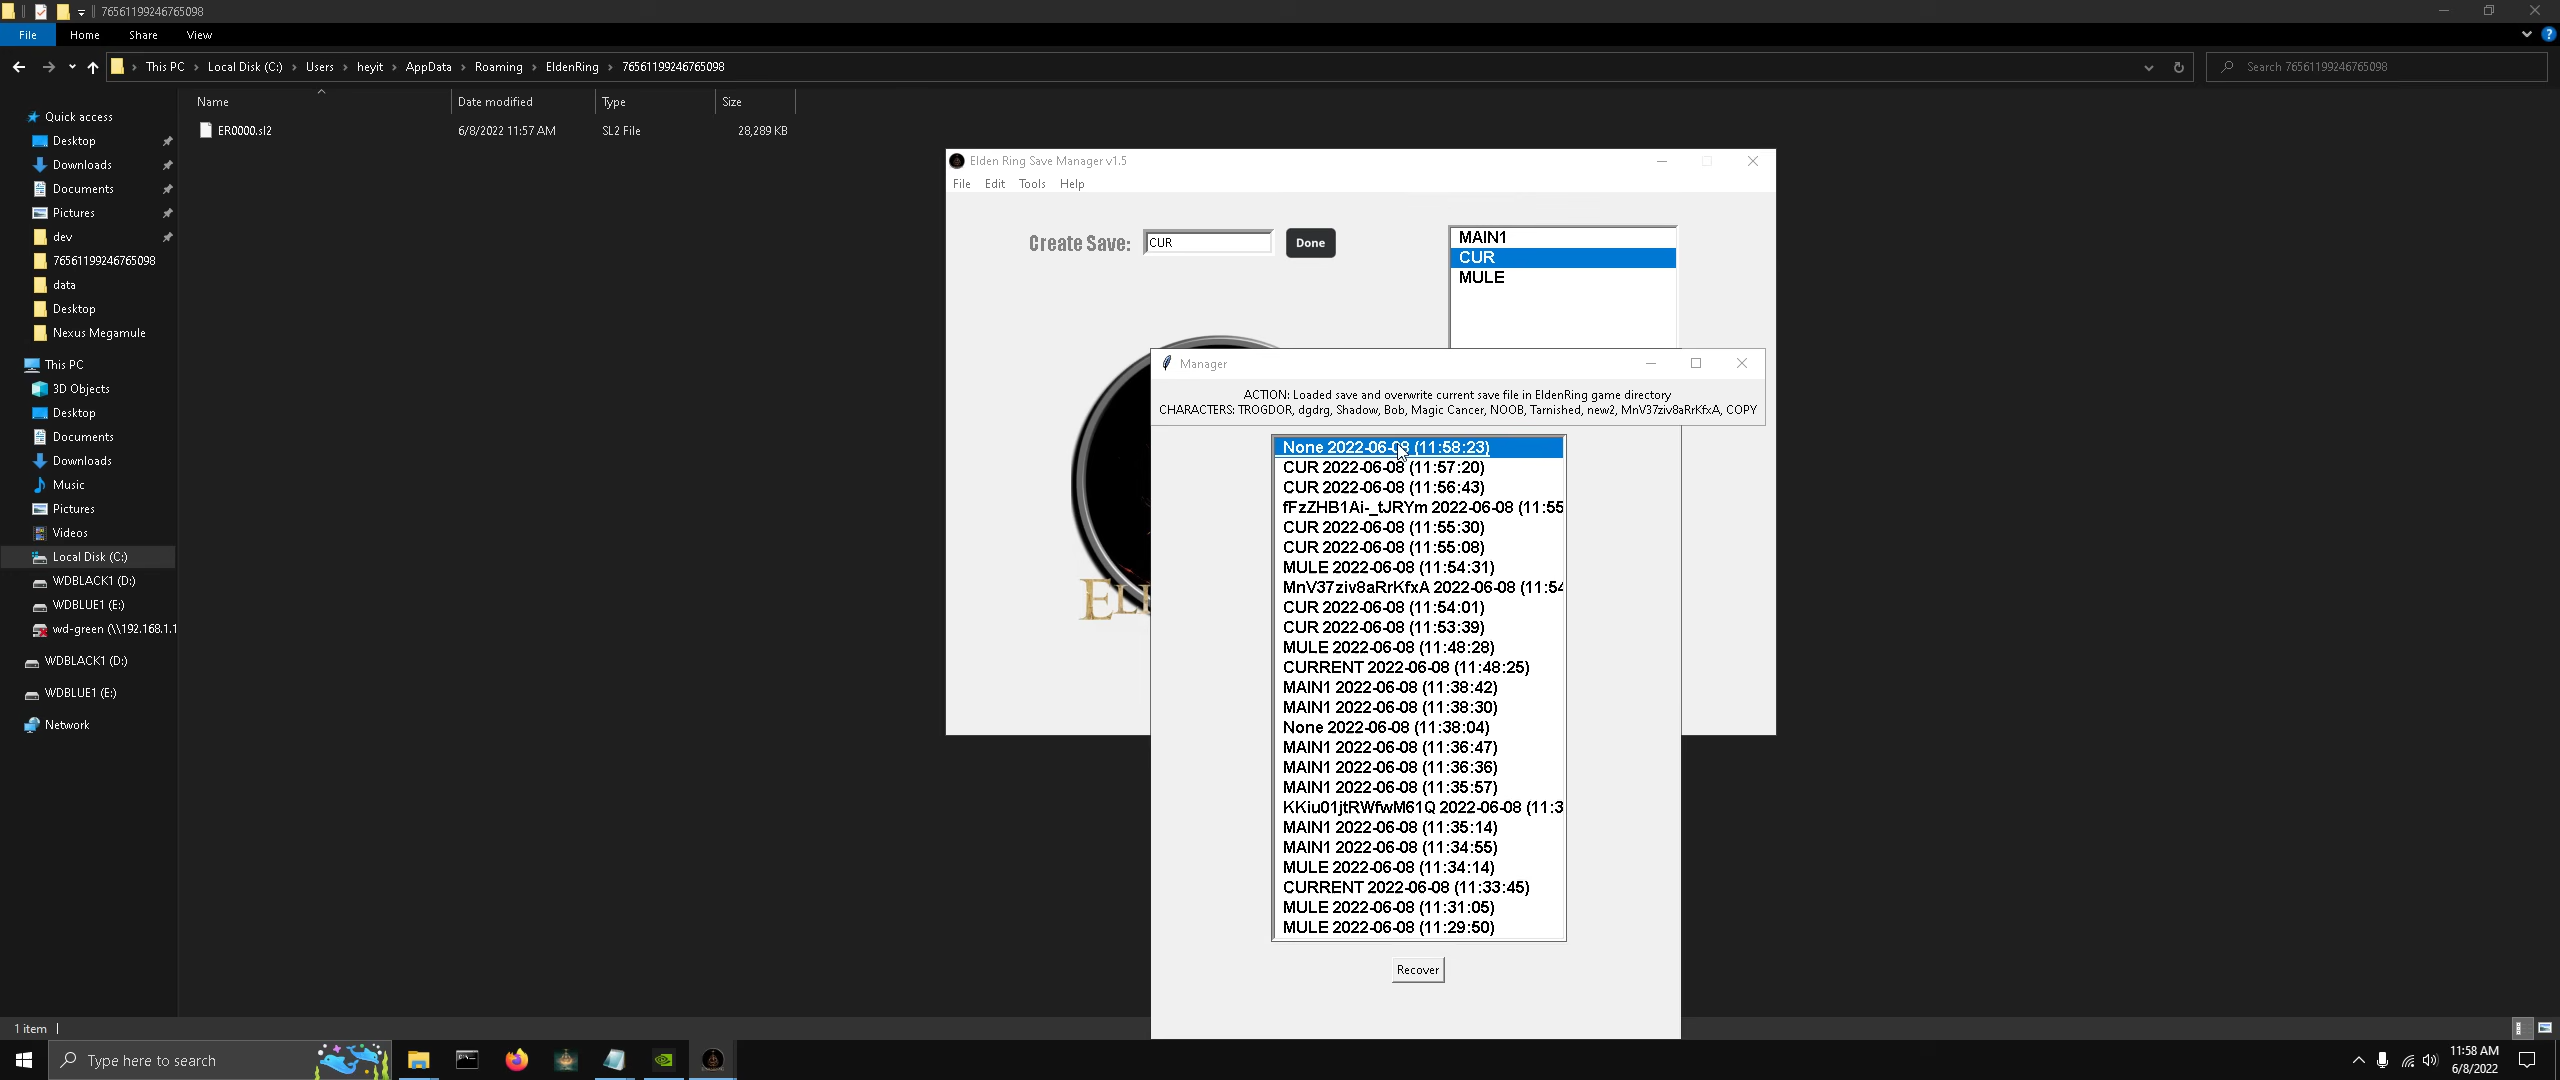 76561199246765098
File Home Share View
This PC Local Disk (C:) Users heyit AppData Roaming EldenRing 76561199246765098
Search 76561199246765098
Name Date modified Type Size
ER0000.sl2 6/8/2022 11:57 AM SL2 File 28,289 KB
Quick access
Desktop
Downloads
Documents
Pictures
dev
76561199246765098
data
Desktop
Nexus Megamule
This PC
3D Objects
Desktop
Documents
Downloads
Music
Pictures
Videos
Local Disk (C:)
WDBLACK1 (D:)
WDBLUE1 (E:)
wd-green (\\192.168.1.1
WDBLACK1 (D:)
WDBLUE1 (E:)
Network
1 item
Elden Ring Save Manager v1.5
File Edit Tools Help
Create Save: CUR Done
MAIN1
CUR
MULE
Manager
ACTION: Loaded save and overwrite current save file in EldenRing game directory
CHARACTERS: TROGDOR, dgdrg, Shadow, Bob, Magic Cancer, NOOB, Tarnished, new2, MnV37ziv8aRrKfxA, COPY
None 2022-06-08 (11:58:23)
CUR 2022-06-08 (11:57:20)
CUR 2022-06-08 (11:56:43)
fFzZHB1Ai-_tJRYm 2022-06-08 (11:55
CUR 2022-06-08 (11:55:30)
CUR 2022-06-08 (11:55:08)
MULE 2022-06-08 (11:54:31)
MnV37ziv8aRrKfxA 2022-06-08 (11:54
CUR 2022-06-08 (11:54:01)
CUR 2022-06-08 (11:53:39)
MULE 2022-06-08 (11:48:28)
CURRENT 2022-06-08 (11:48:25)
MAIN1 2022-06-08 (11:38:42)
MAIN1 2022-06-08 (11:38:30)
None 2022-06-08 (11:38:04)
MAIN1 2022-06-08 (11:36:47)
MAIN1 2022-06-08 (11:36:36)
MAIN1 2022-06-08 (11:35:57)
KKiu01jtRWfwM61Q 2022-06-08 (11:3
MAIN1 2022-06-08 (11:35:14)
MAIN1 2022-06-08 (11:34:55)
MULE 2022-06-08 (11:34:14)
CURRENT 2022-06-08 (11:33:45)
MULE 2022-06-08 (11:31:05)
MULE 2022-06-08 (11:29:50)
Recover
Type here to search
11:58 AM
6/8/2022